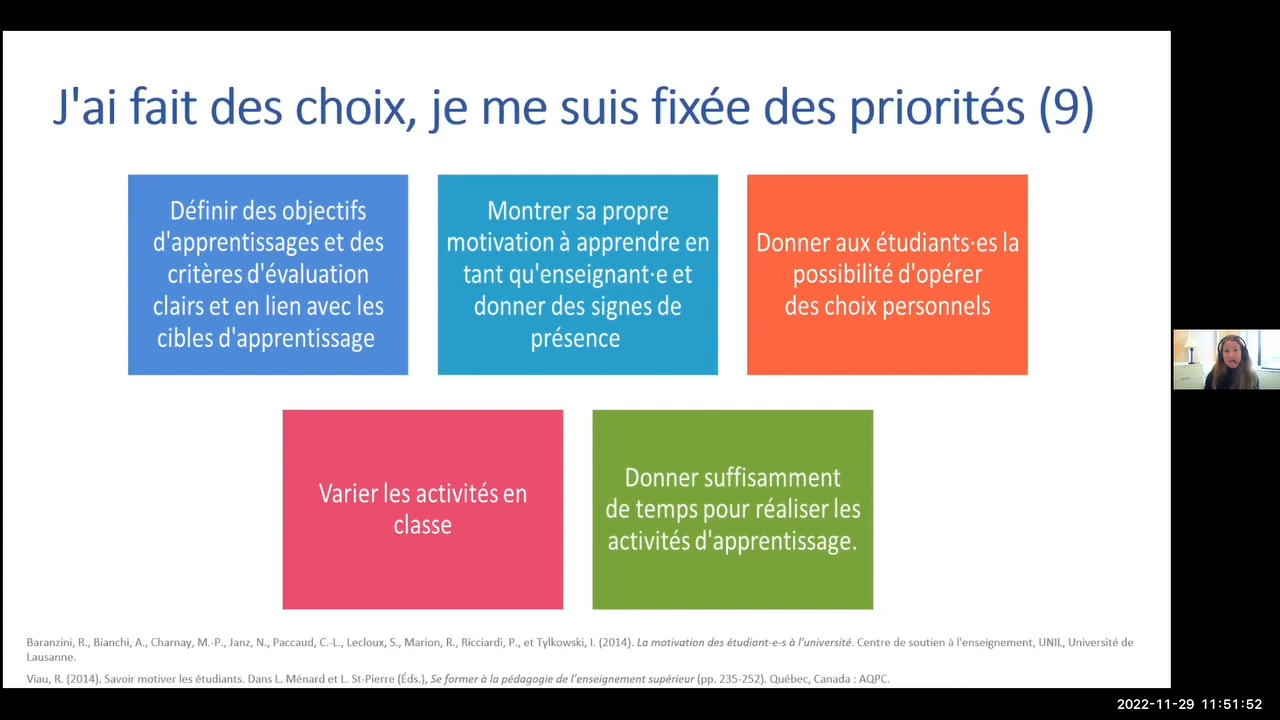 J'ai fait des choix, je me suis fixée des priorités (9)
Définir des objectifs
d'apprentissages et des
critères d'évaluation
clairs et en lien avec les
cibles d'apprentissage
Montrer sa propre
motivation à apprendre en
tant qu'enseignant·e et
donner des signes de
présence
Donner aux étudiants·es la
possibilité d'opérer
des choix personnels
Varier les activités en
classe
Donner suffisamment
de temps pour réaliser les
activités d'apprentissage.
Baranzini, R., Bianchi, A., Charnay, M.-P., Janz, N., Paccaud, C.-L., Lecloux, S., Marion, R., Ricciardi, P., et Tylkowski, I. (2014). La motivation des étudiant-e-s à l'université. Centre de soutien à l'enseignement, UNIL, Université de
Lausanne.
Viau, R. (2014). Savoir motiver les étudiants. Dans L. Ménard et L. St-Pierre (Éds.), Se former à la pédagogie de l'enseignement supérieur (pp. 235-252). Québec, Canada : AQPC.
2022-11-29 11:51:52